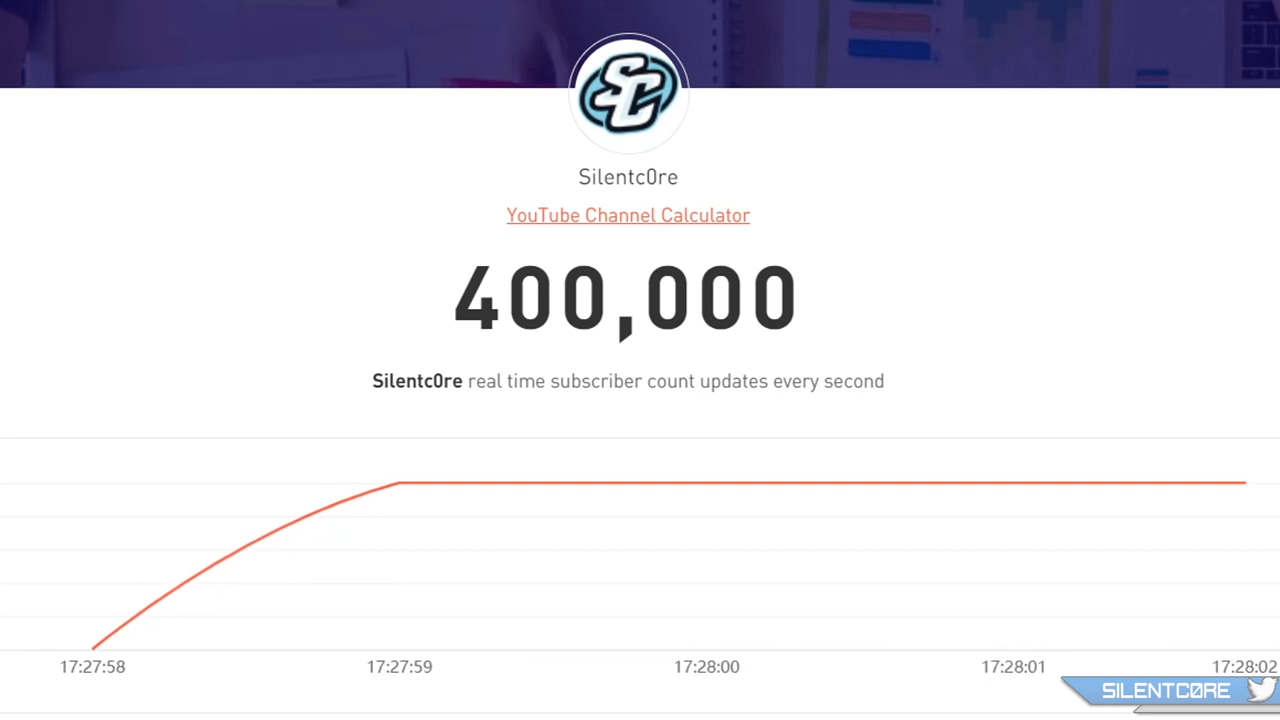 SC
Silentc0re
YouTube Channel Calculator
400,000
Silentc0re real time subscriber count updates every second
17:27:58 17:27:59 17:28:00 17:28:01 17:28:02
SILENTC0RE